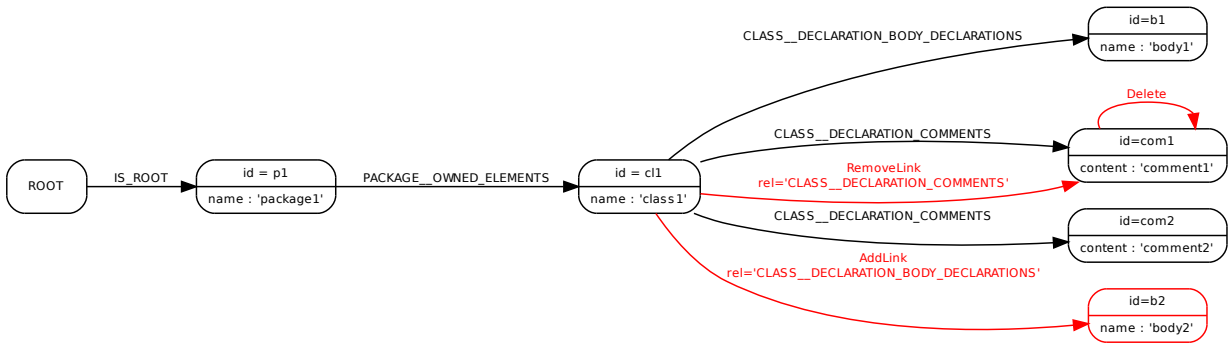 id=b1
name : 'body1'
CLASS__DECLARATION_BODY_DECLARATIONS
Delete
CLASS__DECLARATION_COMMENTS
id=com1
content : 'comment1'
RemoveLink
rel='CLASS__DECLARATION_COMMENTS'
ROOT
IS_ROOT
id = p1
name : 'package1'
PACKAGE__OWNED_ELEMENTS
id = cl1
name : 'class1'
CLASS__DECLARATION_COMMENTS
id=com2
content : 'comment2'
AddLink
rel='CLASS__DECLARATION_BODY_DECLARATIONS'
id=b2
name : 'body2'